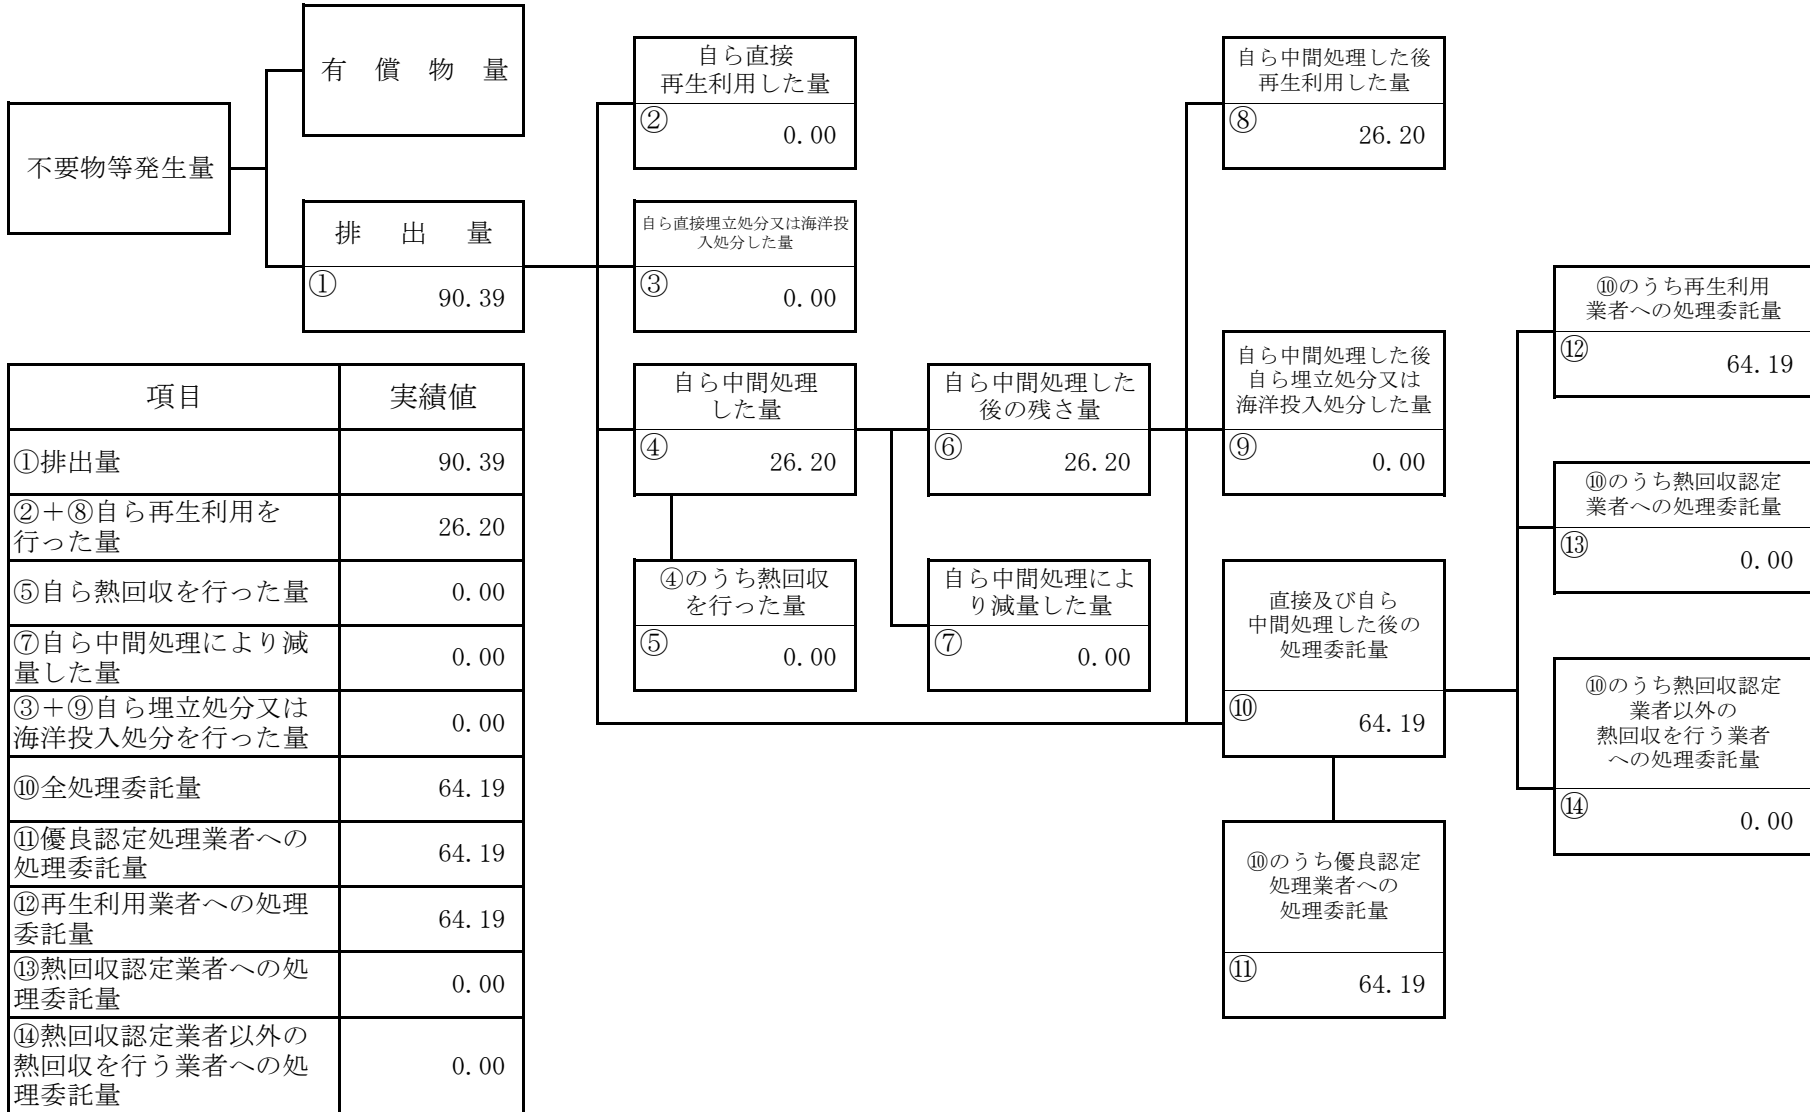 有償物量
不要物等発生量
排出量
①
90.39
自ら直接
再生利用した量
②
0.00
自ら直接埋立処分又は海洋投
入処分した量
③
0.00
自ら中間処理
した量
④
26.20
④のうち熱回収
を行った量
⑤
0.00
自ら中間処理した
後の残さ量
⑥
26.20
自ら中間処理によ
り減量した量
⑦
0.00
自ら中間処理した後
再生利用した量
⑧
26.20
自ら中間処理した後
自ら埋立処分又は
海洋投入処分した量
⑨
0.00
直接及び自ら
中間処理した後の
処理委託量
⑩
64.19
⑩のうち優良認定
処理業者への
処理委託量
⑪
64.19
⑩のうち再生利用
業者への処理委託量
⑫
64.19
⑩のうち熱回収認定
業者への処理委託量
⑬
0.00
⑩のうち熱回収認定
業者以外の
熱回収を行う業者
への処理委託量
⑭
0.00
項目 実績値
①排出量 90.39
②+⑧自ら再生利用を
行った量 26.20
⑤自ら熱回収を行った量 0.00
⑦自ら中間処理により減
量した量 0.00
③+⑨自ら埋立処分又は
海洋投入処分を行った量 0.00
⑩全処理委託量 64.19
⑪優良認定処理業者への
処理委託量 64.19
⑫再生利用業者への処理
委託量 64.19
⑬熱回収認定業者への処
理委託量 0.00
⑭熱回収認定業者以外の
熱回収を行う業者への処
理委託量 0.00